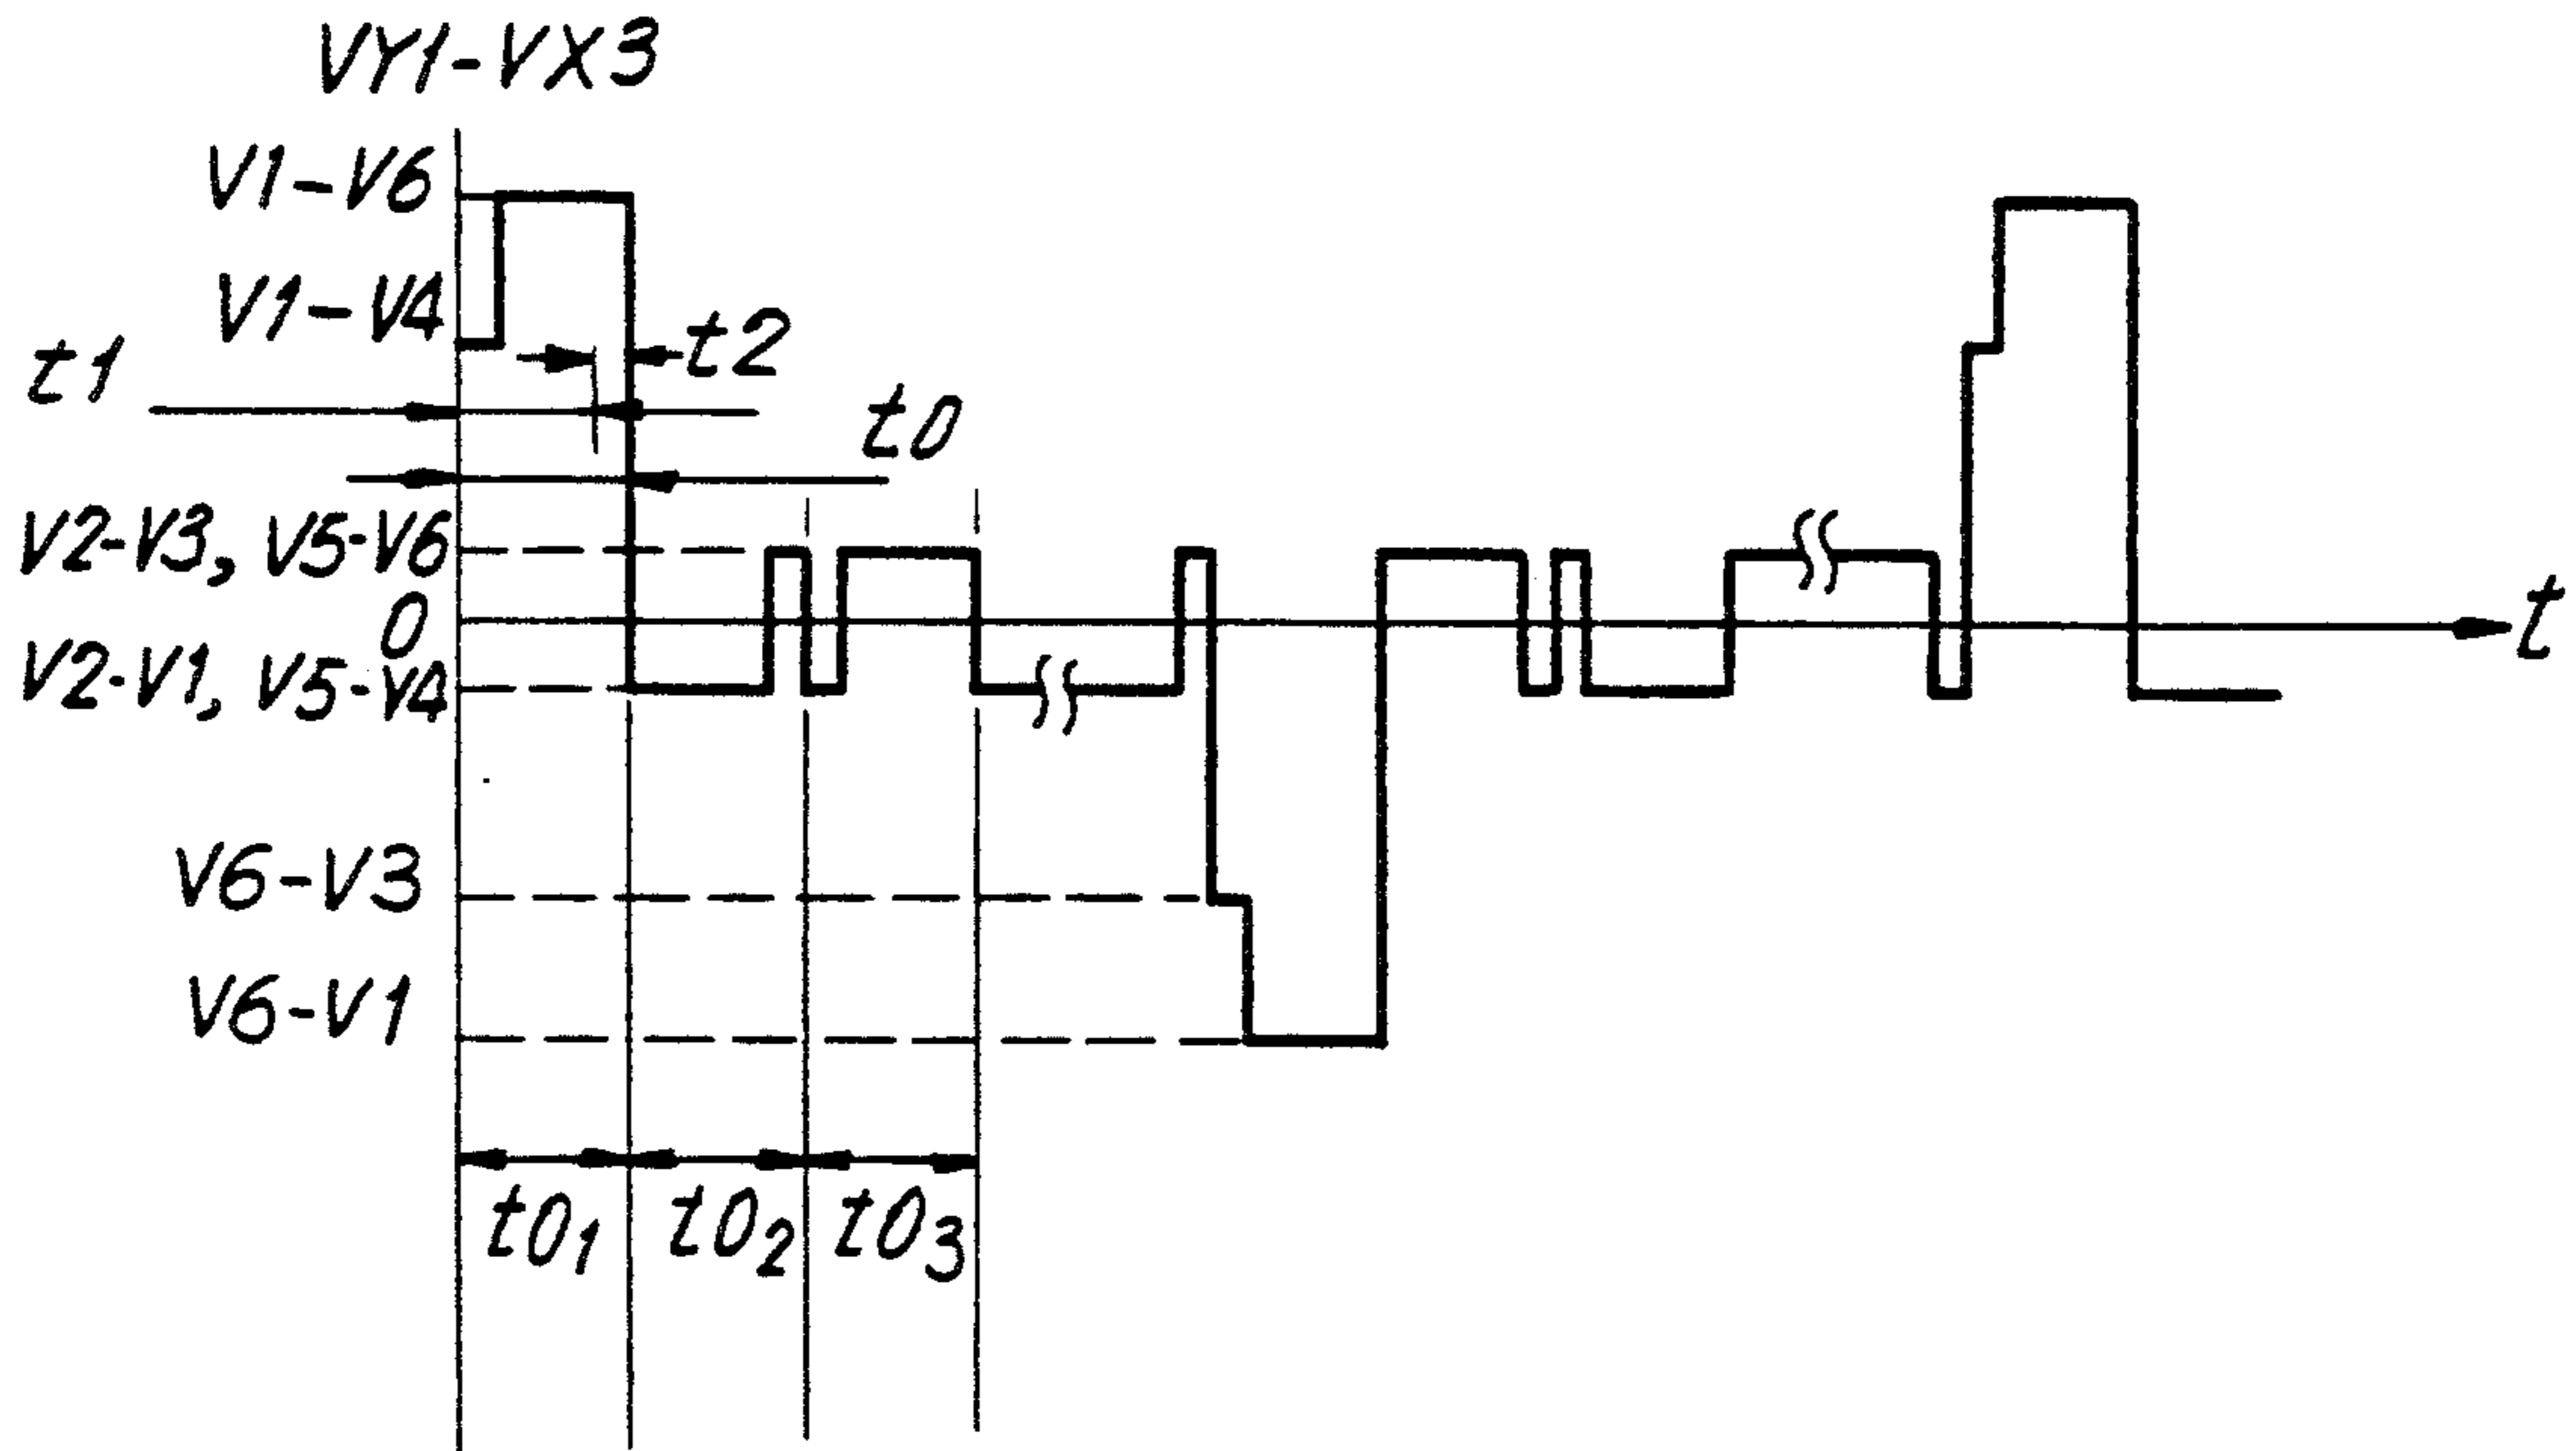 VY1-VX3
V1-V6
V1-V4
t1
t2
t0
V2-V3, V5-V6
0
V2-V1, V5-V4
t
V6-V3
V6-V1
t0₁
t0₂
t0₃